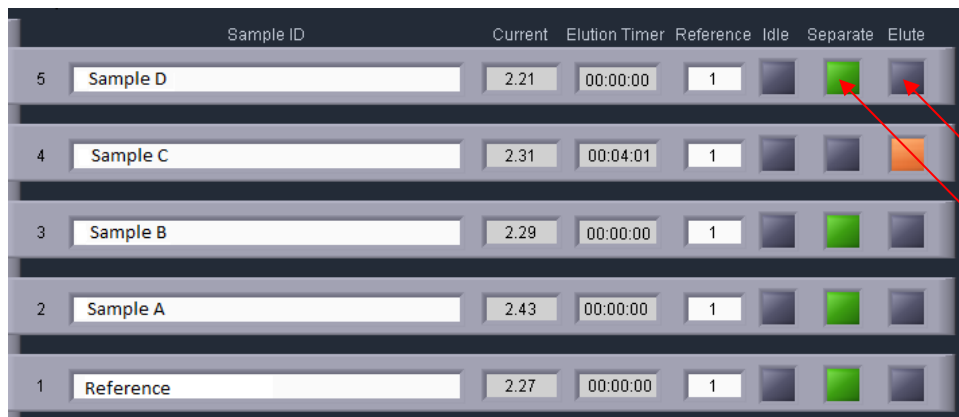 Sample ID Current Elution Timer Reference Idle Separate Elute
5 Sample D 2.21 00:00:00 1
4 Sample C 2.31 00:04:01 1
3 Sample B 2.29 00:00:00 1
2 Sample A 2.43 00:00:00 1
1 Reference 2.27 00:00:00 1